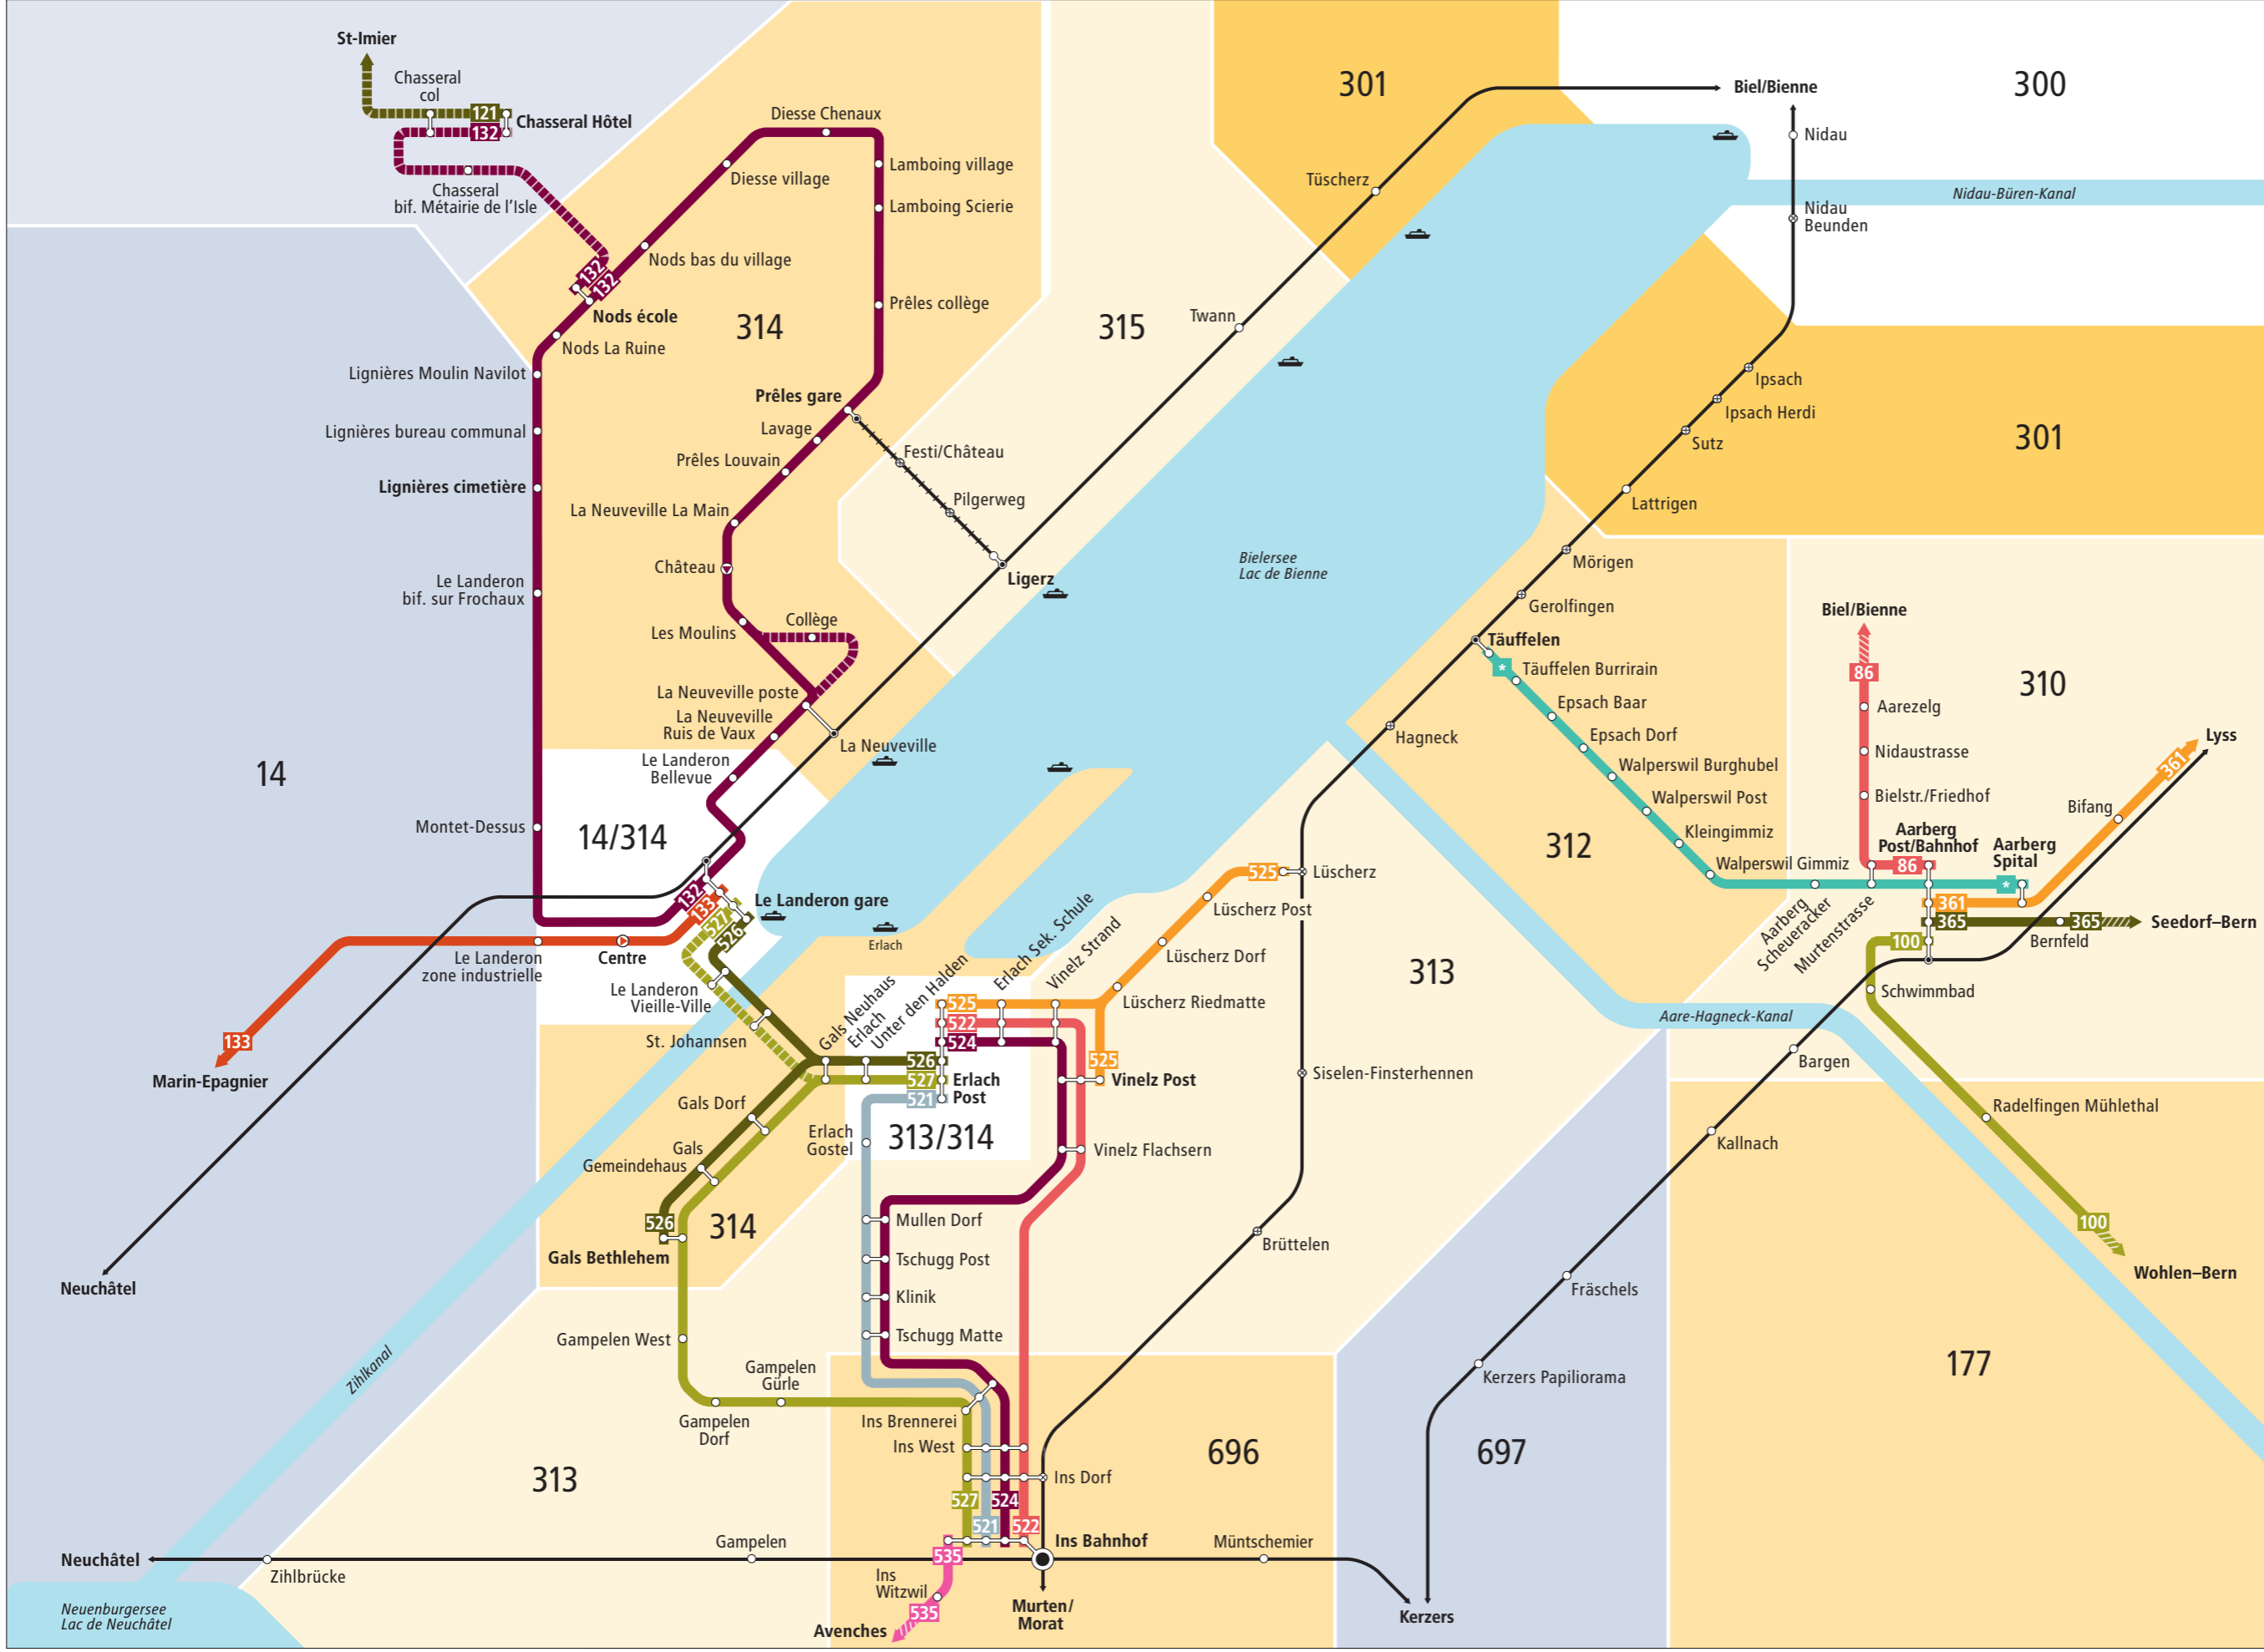 St-Imier
Chasseral
col
121
132
Chasseral Hôtel
Chasseral
bif. Métairie de l'Isle
Diesse Chenaux
Diesse village
Lamboing village
Lamboing Scierie
Nods bas du village
132
132
Nods école
Nods La Ruine
Prêles collège
314
315
301
300
Biel/Bienne
Nidau
Nidau
Beunden
Nidau-Büren-Kanal
Tüscherz
Twann
Lignières Moulin Navilot
Lignières bureau communal
Lignières cimetière
Le Landeron
bif. sur Frochaux
Montet-Dessus
14
Prêles gare
Lavage
Prêles Louvain
La Neuveville La Main
Château
Les Moulins
Collège
La Neuveville poste
La Neuveville
Ruis de Vaux
Le Landeron
Bellevue
La Neuveville
Festi/Château
Pilgerweg
Ligerz
Bielersee
Lac de Bienne
Ipsach
Ipsach Herdi
Sutz
301
Lattrigen
Mörigen
Gerolfingen
Täuffelen
*
Täuffelen Burrirain
Epsach Baar
Epsach Dorf
Walperswil Burghubel
Walperswil Post
Kleingimmiz
Walperswil Gimmiz
Hagneck
312
Biel/Bienne
86
310
Aarezelg
Nidaustrasse
Bielstr./Friedhof
Aarberg
Post/Bahnhof
86
Aarberg
Spital
*
361
Lyss
Bifang
361
365
365
Seedorf–Bern
Bernfeld
100
Aarberg
Scheueracker
Murtenstrasse
Schwimmbad
Aare-Hagneck-Kanal
Bargen
Radelfingen Mühlethal
Kallnach
100
Wohlen–Bern
177
14/314
132
133
527
526
Le Landeron gare
Le Landeron
zone industrielle
Centre
Le Landeron
Vieille-Ville
St. Johannsen
133
Marin-Epagnier
Neuchâtel
Erlach
Gals Neuhaus
Erlach
Unter den Halden
Erlach Sek. Schule
Vinelz Strand
525
Lüscherz
Lüscherz Post
Lüscherz Dorf
Lüscherz Riedmatte
313
525
522
524
526
527
521
Erlach
Post
525
Vinelz Post
Siselen-Finsterhennen
Gals Dorf
Gals
Gemeindehaus
Erlach
Gostel
313/314
Vinelz Flachsern
526
314
Gals Bethlehem
Mullen Dorf
Tschugg Post
Klinik
Tschugg Matte
Brüttelen
Fräschels
Gampelen West
Gampelen
Gürle
Gampelen
Dorf
Zihlkanal
Kerzers Papiliorama
Ins Brennerei
Ins West
Ins Dorf
696
697
313
527
524
521
522
Ins Bahnhof
Müntschemier
535
Gampelen
Neuchâtel
Zihlbrücke
Ins
Witzwil
535
Avenches
Murten/
Morat
Kerzers
Neuenburgersee
Lac de Neuchâtel